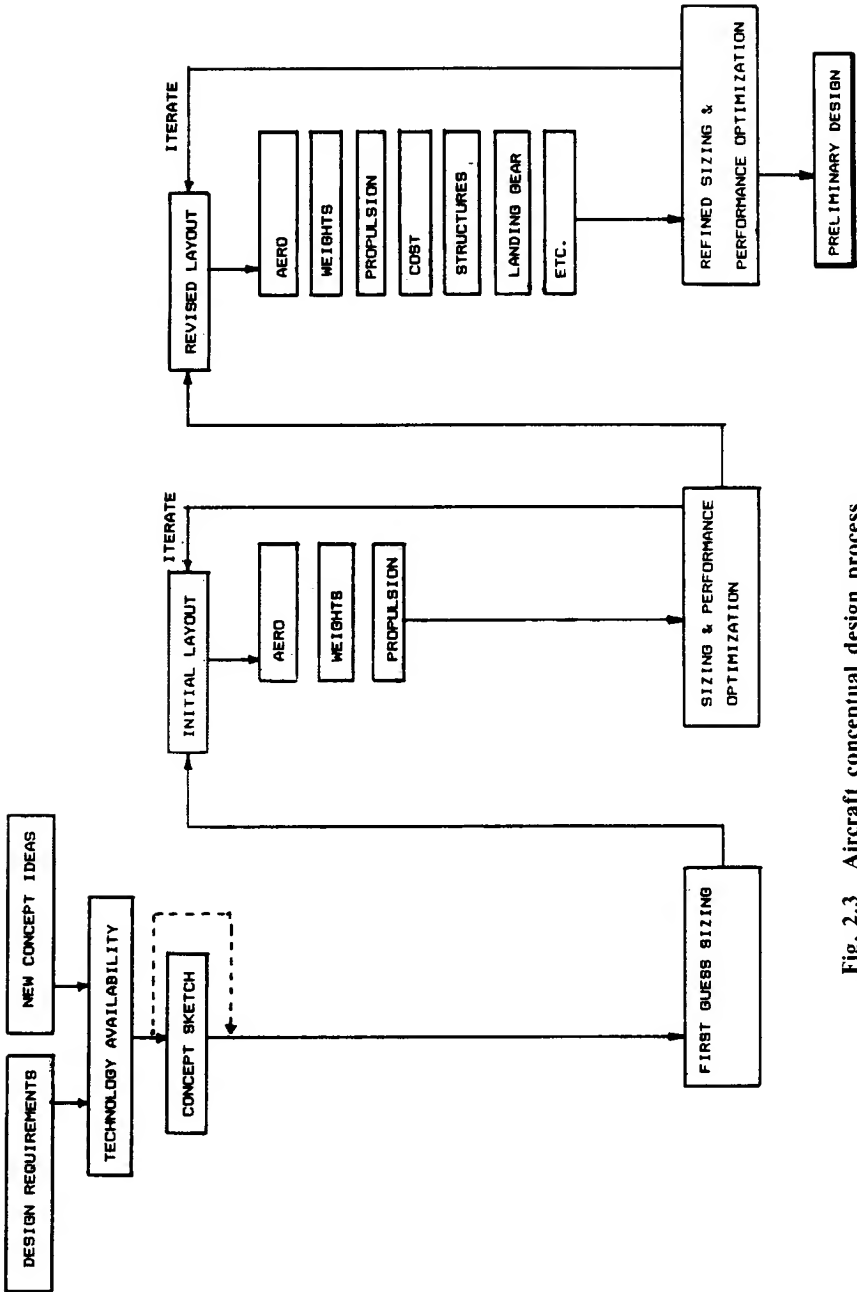 DESIGN REQUIREMENTS
NEW CONCEPT IDEAS
TECHNOLOGY AVAILABILITY
CONCEPT SKETCH
FIRST GUESS SIZING
INITIAL LAYOUT
ITERATE
AERO
WEIGHTS
PROPULSION
SIZING & PERFORMANCE
OPTIMIZATION
REVISED LAYOUT
ITERATE
AERO
WEIGHTS
PROPULSION
COST
STRUCTURES
LANDING GEAR
ETC.
REFINED SIZING &
PERFORMANCE OPTIMIZATION
PRELIMINARY DESIGN
Fig. 2.3 Aircraft conceptual design process.